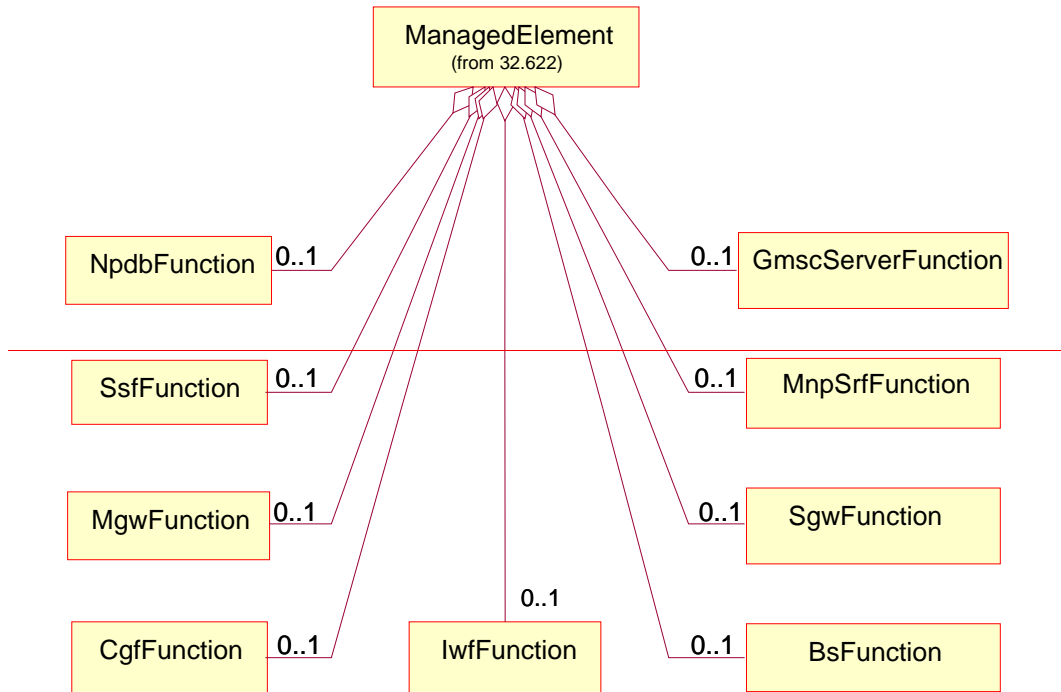 ManagedElement
(from 32.622)
NpdbFunction
0..1
0..1
GmscServerFunction
SsfFunction
0..1
0..1
MnpSrfFunction
MgwFunction
0..1
0..1
SgwFunction
0..1
CgfFunction
0..1
IwfFunction
0..1
BsFunction